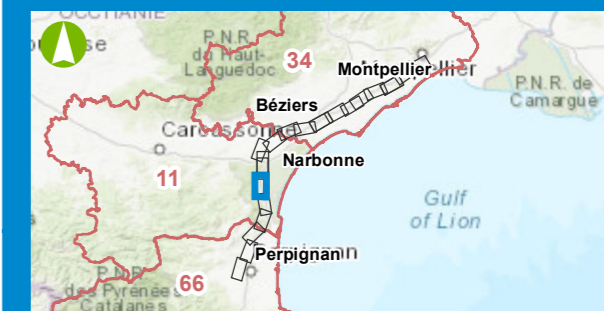 OCCITANIE
P.N.R.
du Haut-
Languedoc
34
Montpellier
P.N.R. de
Camargue
Béziers
Carcassonne
Narbonne
11
Gulf
of Lion
Perpignan
66
P.N.R.
des Pyrénées
Catalanes